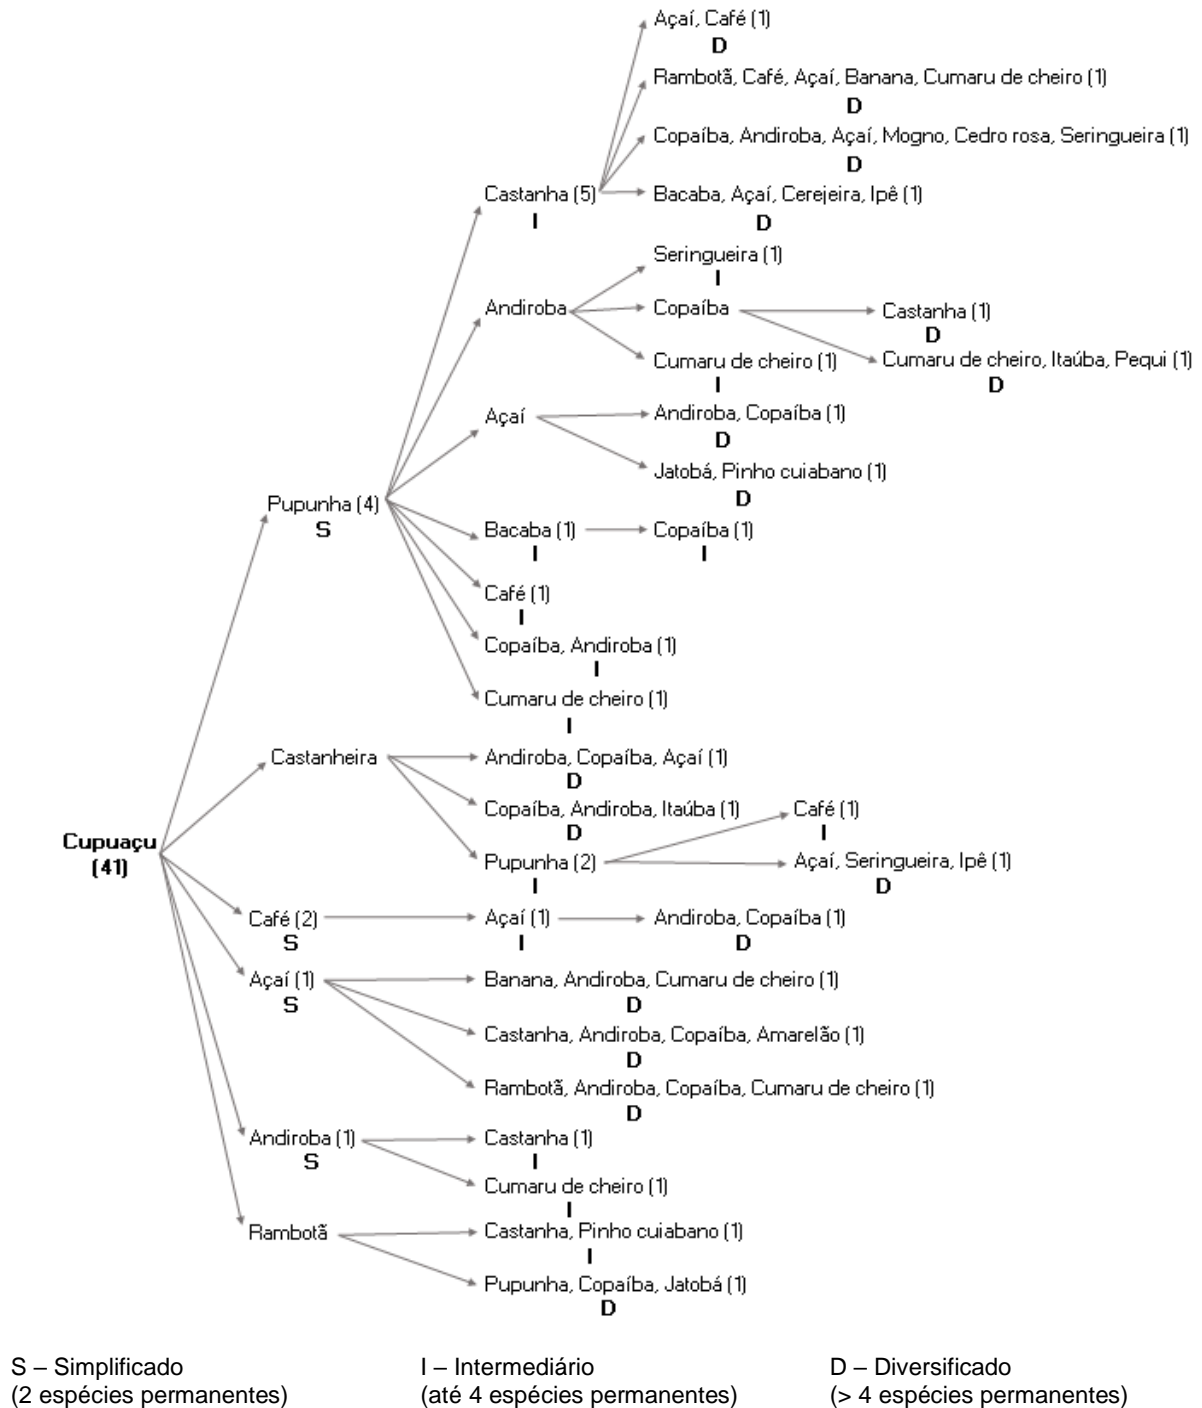 Açaí, Café (1)
D
Rambotã, Café, Açaí, Banana, Cumaru de cheiro (1)
D
Copaíba, Andiroba, Açaí, Mogno, Cedro rosa, Seringueira (1)
D
Castanha (5)
I
Bacaba, Açaí, Cerejeira, Ipê (1)
D
Seringueira (1)
I
Andiroba
Copaíba
Castanha (1)
D
Cumaru de cheiro (1)
I
Cumaru de cheiro, Itaúba, Pequi (1)
D
Açaí
Andiroba, Copaíba (1)
D
Jatobá, Pinho cuiabano (1)
D
Pupunha (4)
S
Bacaba (1)
I
Copaíba (1)
I
Café (1)
I
Copaíba, Andiroba (1)
I
Cumaru de cheiro (1)
I
Castanheira
Andiroba, Copaíba, Açaí (1)
D
Copaíba, Andiroba, Itaúba (1)
D
Café (1)
I
Cupuaçu
(41)
Pupunha (2)
I
Açaí, Seringueira, Ipê (1)
D
Café (2)
S
Açaí (1)
I
Andiroba, Copaíba (1)
D
Açaí (1)
S
Banana, Andiroba, Cumaru de cheiro (1)
D
Castanha, Andiroba, Copaíba, Amarelão (1)
D
Rambotã, Andiroba, Copaíba, Cumaru de cheiro (1)
D
Andiroba (1)
S
Castanha (1)
I
Cumaru de cheiro (1)
I
Rambotã
Castanha, Pinho cuiabano (1)
I
Pupunha, Copaíba, Jatobá (1)
D
S – Simplificado
(2 espécies permanentes)
I – Intermediário
(até 4 espécies permanentes)
D – Diversificado
(> 4 espécies permanentes)